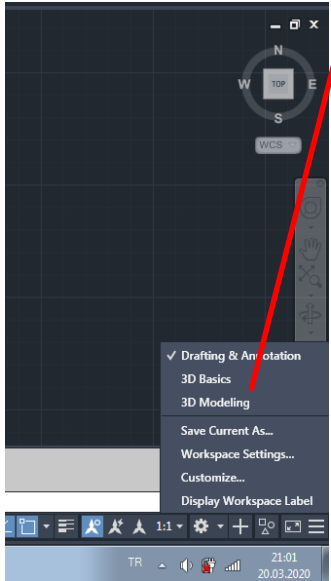 N
W TOP E
S
WCS
✓ Drafting & Annotation
3D Basics
3D Modeling
Save Current As...
Workspace Settings...
Customize...
Display Workspace Label
1:1
TR 21:01
20.03.2020